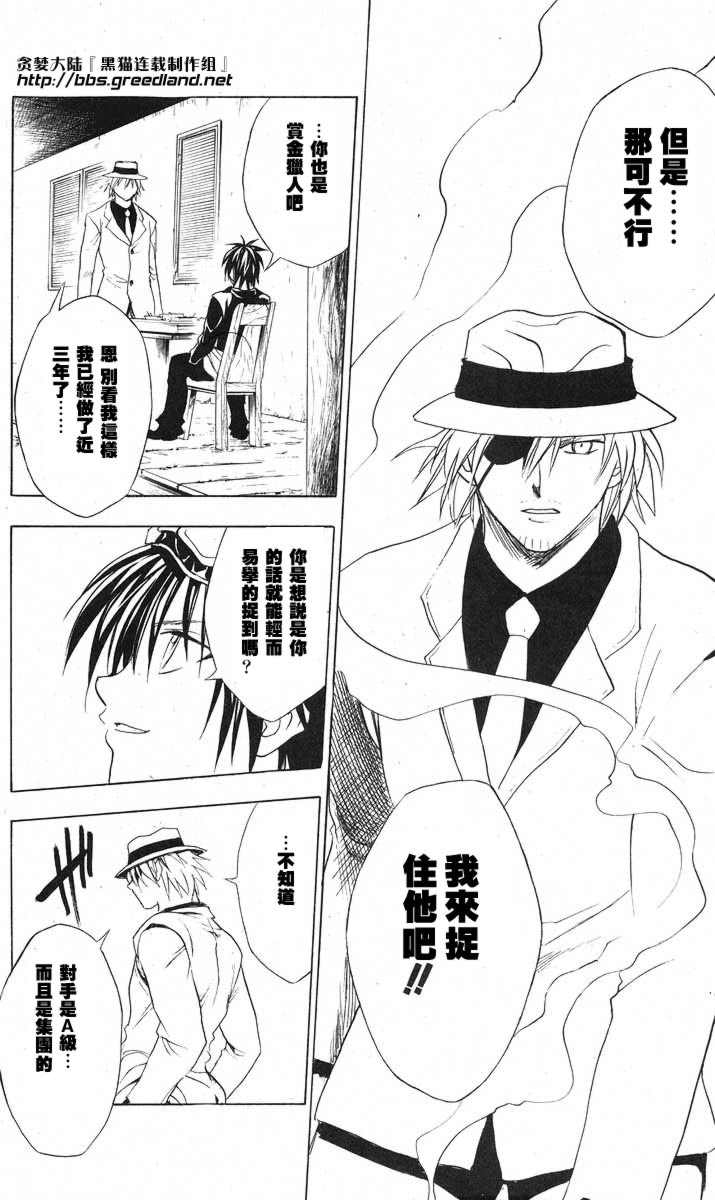 贪婪大陆『黑猫连载制作组』
http://bbs.greedland.net
但是……
那可不行
我來捉
住他吧!!
…你也是
賞金獵人吧
恩 別看我這樣
我已經做了近
三年了……
你是想說是你
的話就能輕而
易學的捉到嗎？
…不知道
對手是A級…
而且是集團的